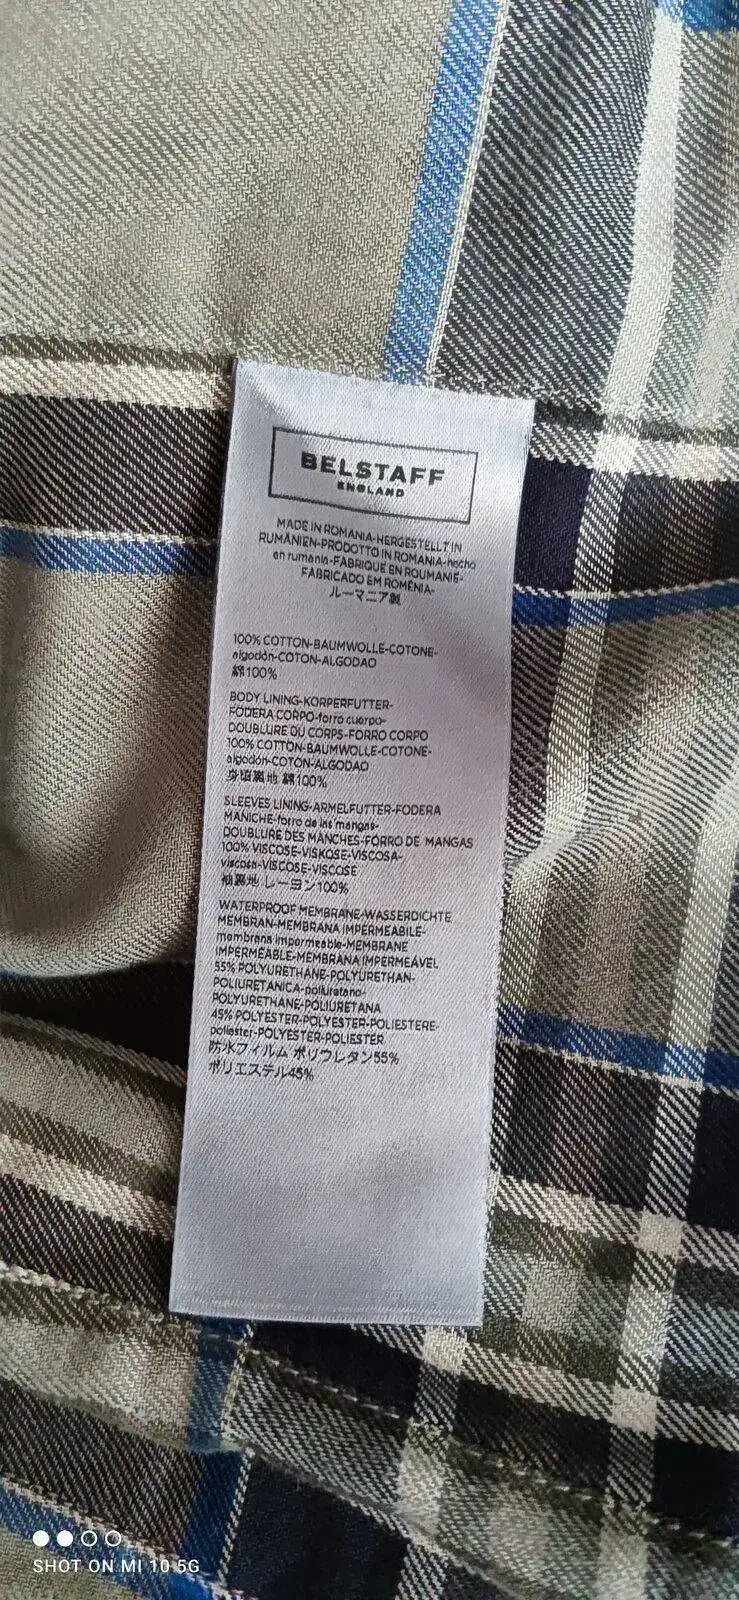 BELSTAFF
ENGLAND
MADE IN ROMANIA-HERGESTELLT IN
RUMÄNIEN-PRODOTTO IN ROMANIA-hecho
en rumania-FABRIQUE EN ROUMANIE-
FABRICADO EM ROMÉNIA-
ルーマニア製
100% COTTON-BAUMWOLLE-COTONE-
algodón-COTON-ALGODAO
綿100%
BODY LINING-KORPERFUTTER-
FODERA CORPO-forro cuerpo-
DOUBLURE DU CORPS-FORRO CORPO
100% COTTON-BAUMWOLLE-COTONE-
algodón-COTON-ALGODAO
身頃裏地 綿100%
SLEEVES LINING-ARMELFUTTER-FODERA
MANICHE-forro de las mangas-
DOUBLURE DES MANCHES-FORRO DE MANGAS
100% VISCOSE-VISKOSE-VISCOSA-
viscosa-VISCOSE-VISCOSE
袖裏地 レーヨン100%
WATERPROOF MEMBRANE-WASSERDICHTE
MEMBRAN-MEMBRANA IMPERMEABILE-
membrana impermeable-MEMBRANE
IMPERMÉABLE-MEMBRANA IMPERMEÁVEL
55% POLYURETHANE-POLYURETHAN-
POLIURETANICA-poliuretano-
POLYURETHANE-POLIURETANA
45% POLYESTER-POLYESTER-POLIESTERE-
poliester-POLYESTER-POLIESTER
防水フィルム ポリウレタン55%
ポリエステル45%
SHOT ON MI 10 5G